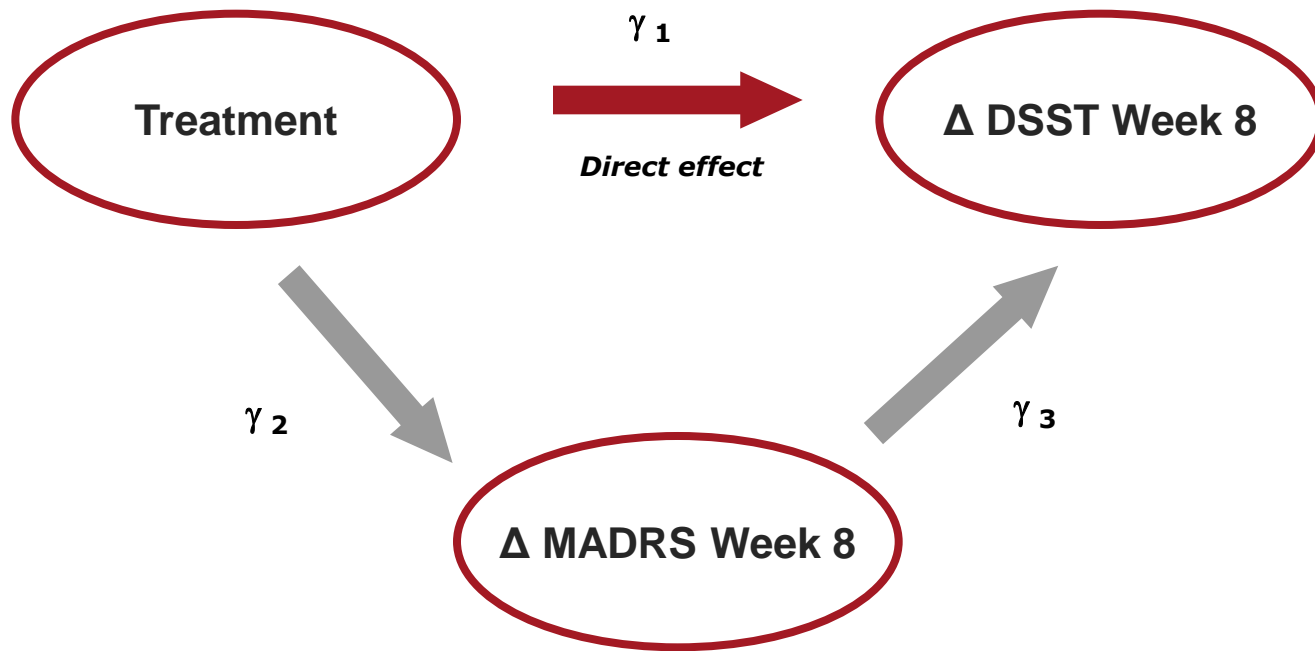 γ 1
Treatment
Δ DSST Week 8
Direct effect
γ 2
γ 3
Δ MADRS Week 8